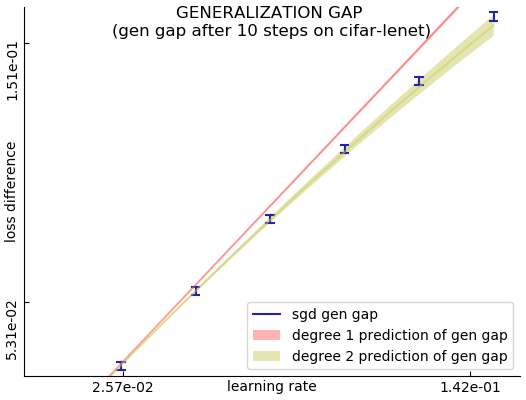 GENERALIZATION GAP
(gen gap after 10 steps on cifar-lenet)
1.51e-01
loss difference
5.31e-02
sgd gen gap
degree 1 prediction of gen gap
degree 2 prediction of gen gap
2.57e-02
learning rate
1.42e-01